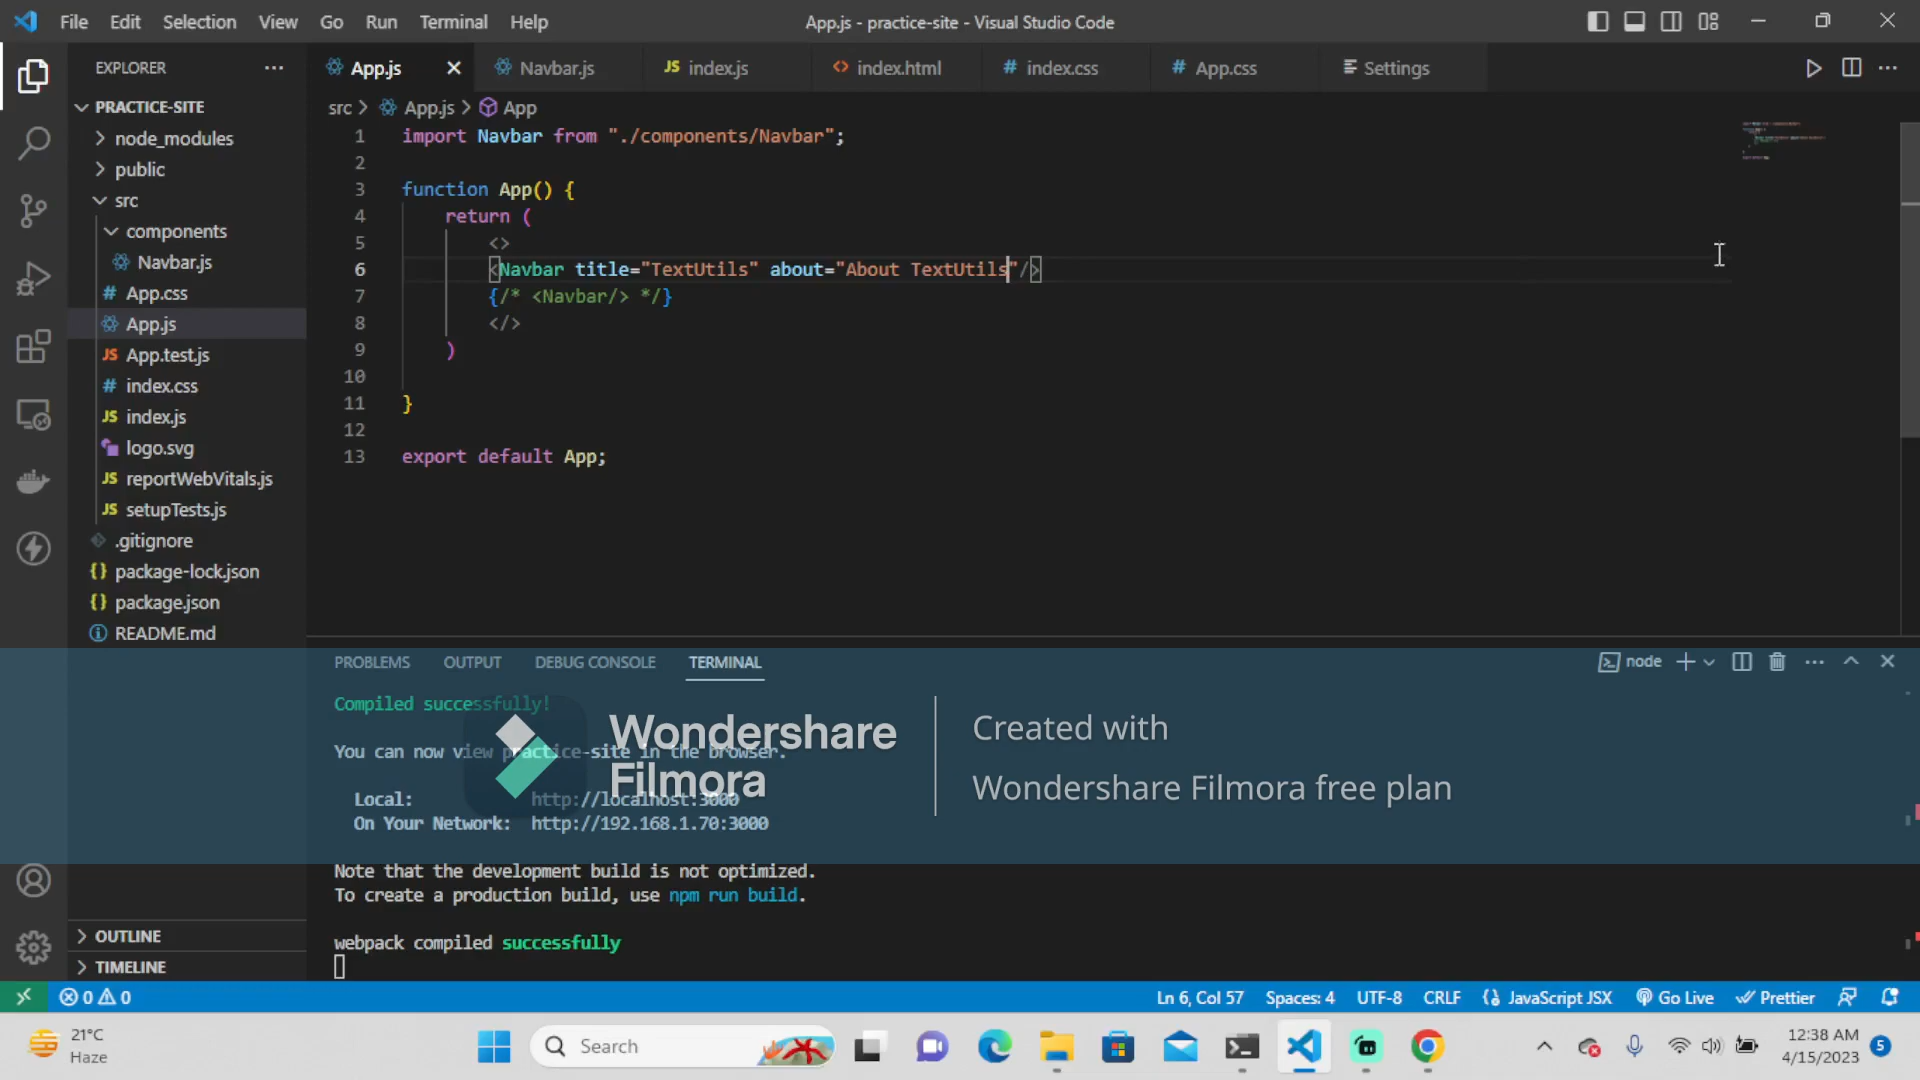 File Edit Selection View Go Run Terminal Help
App.js - practice-site - Visual Studio Code
EXPLORER
App.js
Navbar.js
JS index.js
<> index.html
# index.css
# App.css
Settings
PRACTICE-SITE
node_modules
public
src
components
Navbar.js
# App.css
App.js
JS App.test.js
# index.css
JS index.js
logo.svg
JS reportWebVitals.js
JS setupTests.js
.gitignore
{} package-lock.json
{} package.json
README.md
OUTLINE
TIMELINE
src > App.js > App
1 import Navbar from "./components/Navbar";
2
3 function App() {
4 return (
5 <>
6 <Navbar title="TextUtils" about="About TextUtils"/>
7 {/* <Navbar/> */}
8 </>
9 )
10
11 }
12
13 export default App;
PROBLEMS OUTPUT DEBUG CONSOLE TERMINAL
node
Compiled successfully!
You can now view practice-site in the browser.
Local: http://localhost:3000
On Your Network: http://192.168.1.70:3000
Note that the development build is not optimized.
To create a production build, use npm run build.
webpack compiled successfully
Wondershare
Filmora
Created with
Wondershare Filmora free plan
0 0
Ln 6, Col 57 Spaces: 4 UTF-8 CRLF {} JavaScript JSX Go Live Prettier
21°C
Haze
Search
12:38 AM
4/15/2023
5